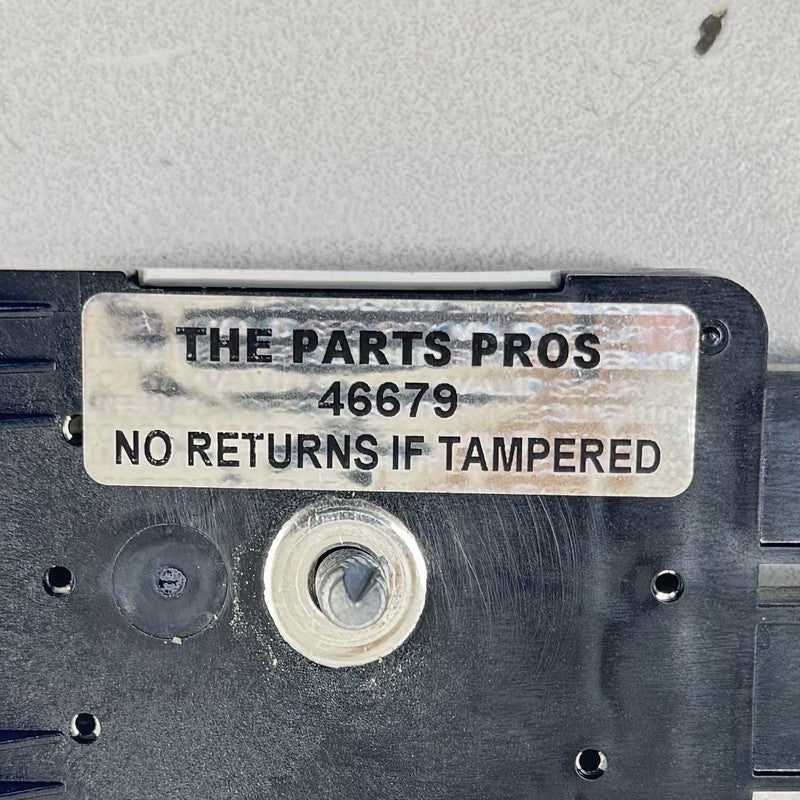 THE PARTS PROS
46679
NO RETURNS IF TAMPERED